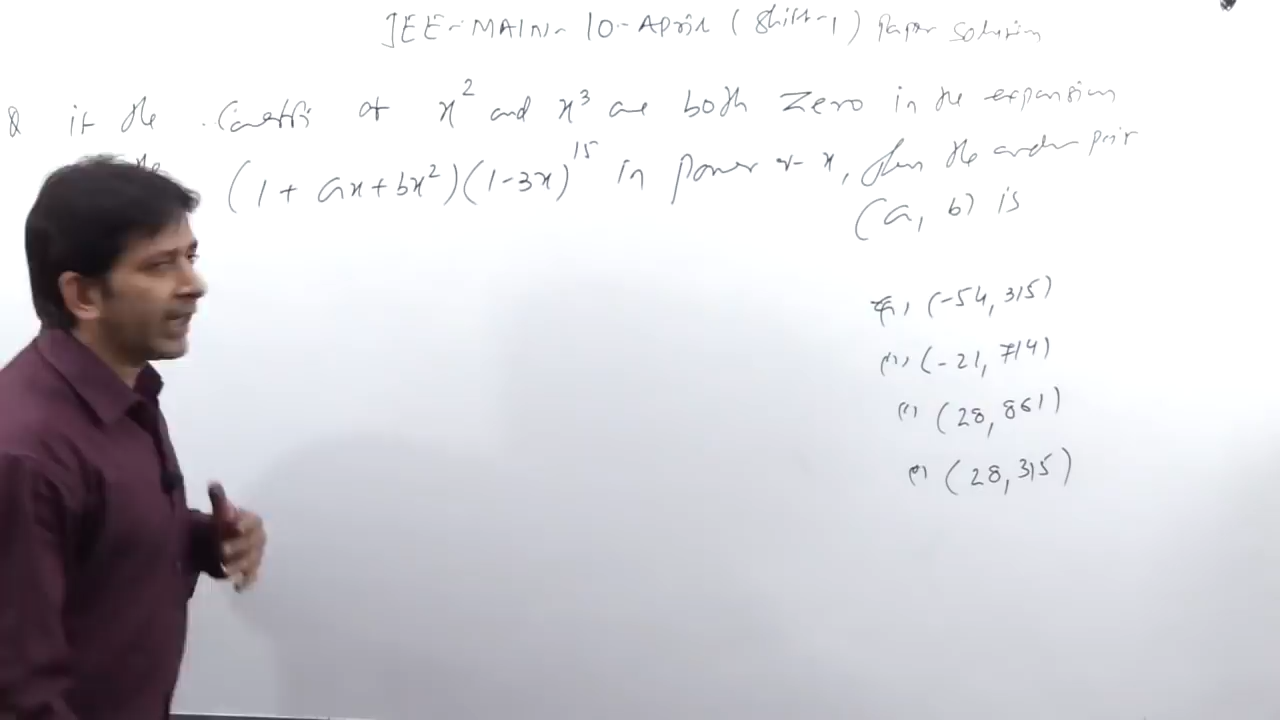 JEE-MAIN- 10-April (Shift-1) Paper solution
Q if the Coeffi of x² and x³ are both Zero in the expansion
the (1 + ax + bx²)(1-3x)¹⁵ in power of x, then the order pair
(a, b) is
(-54, 315)
(-21, 714)
(28, 861)
(28, 315)